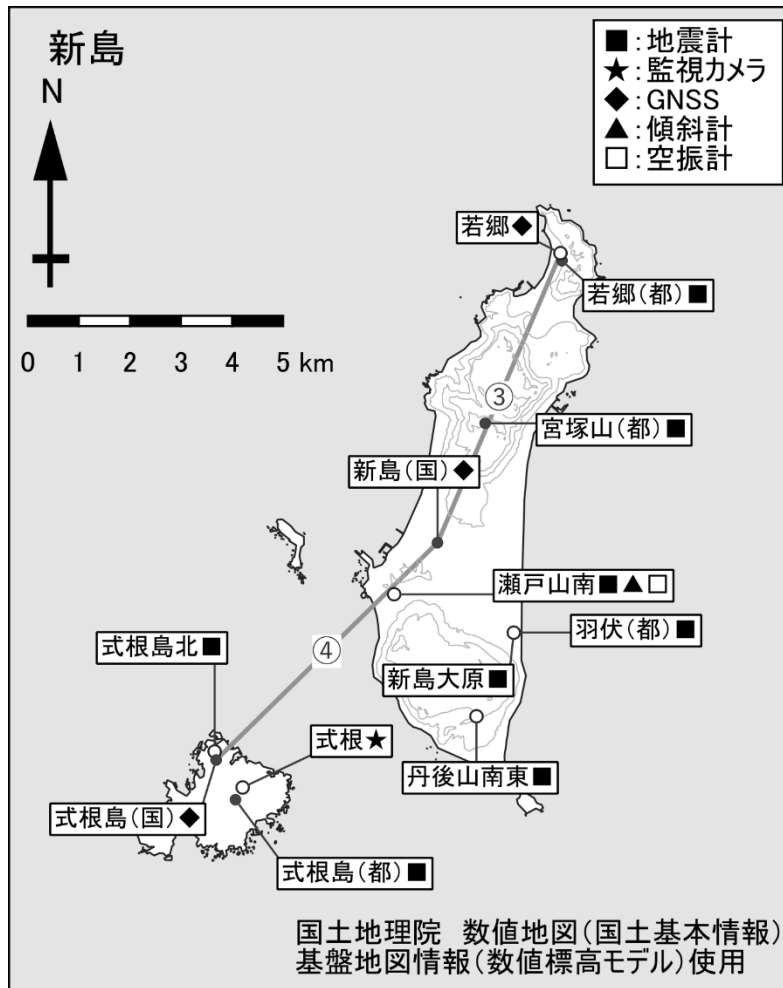 新島
■:地震計
★:監視カメラ
◆:GNSS
▲:傾斜計
□:空振計
N
0 1 2 3 4 5 km
若郷◆
若郷(都)■
③
宮塚山(都)■
新島(国)◆
瀬戸山南■▲□
羽伏(都)■
④
式根島北■
新島大原■
式根★
丹後山南東■
式根島(国)◆
式根島(都)■
国土地理院 数値地図(国土基本情報)
基盤地図情報(数値標高モデル)使用